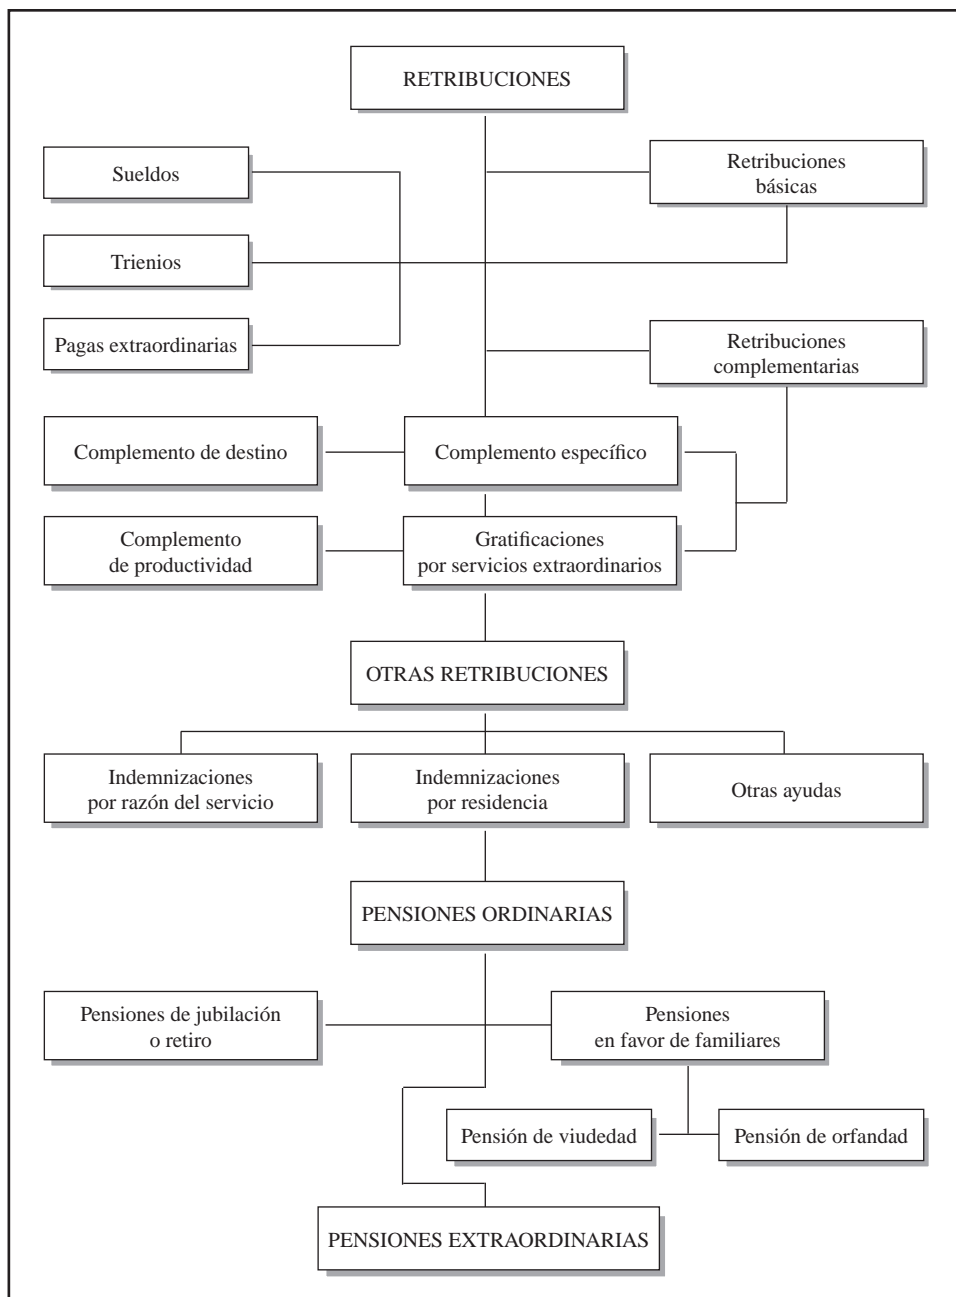 RETRIBUCIONES
Sueldos
Retribuciones
básicas
Trienios
Pagas extraordinarias
Retribuciones
complementarias
Complemento de destino
Complemento específico
Complemento
de productividad
Gratificaciones
por servicios extraordinarios
OTRAS RETRIBUCIONES
Indemnizaciones
por razón del servicio
Indemnizaciones
por residencia
Otras ayudas
PENSIONES ORDINARIAS
Pensiones de jubilación
o retiro
Pensiones
en favor de familiares
Pensión de viudedad
Pensión de orfandad
PENSIONES EXTRAORDINARIAS